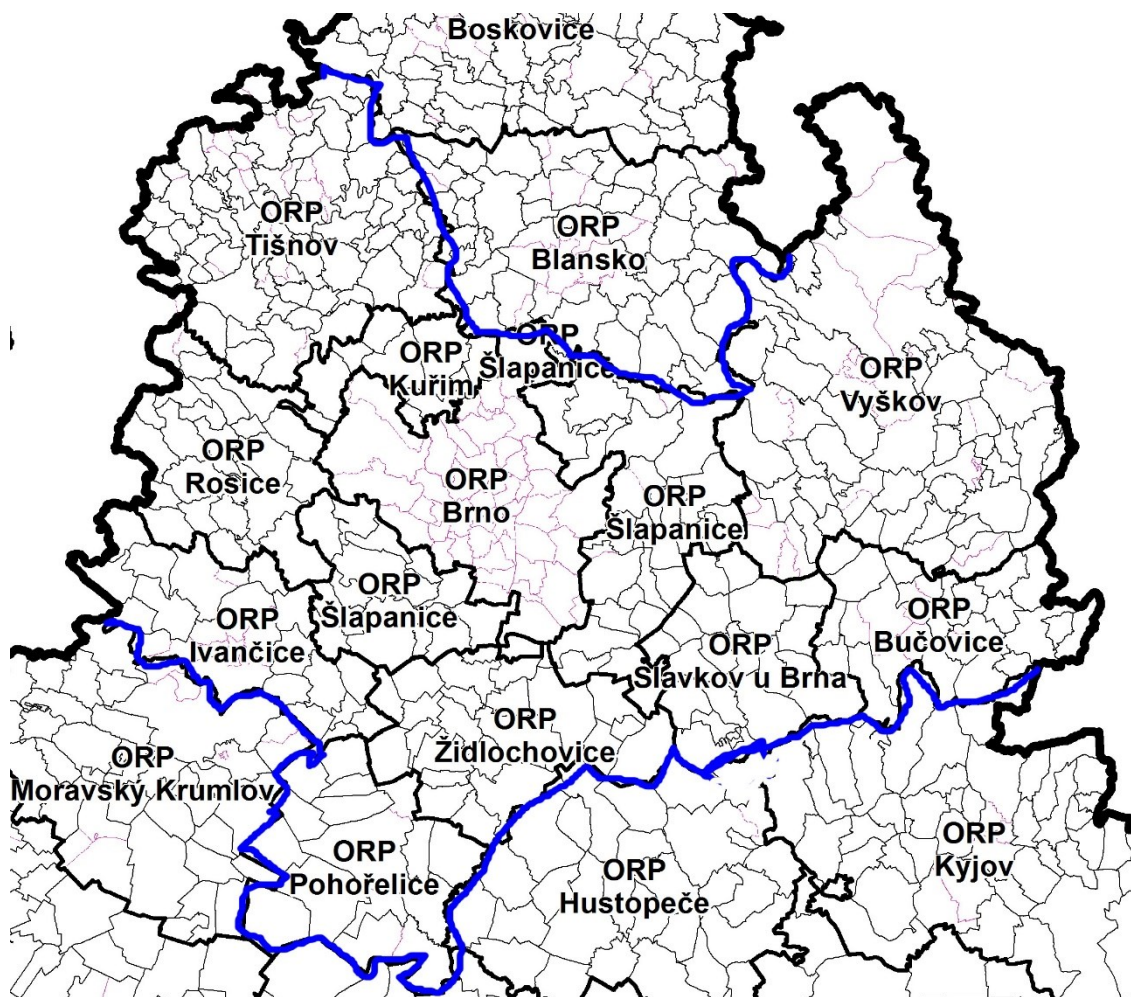 Boskovice
ORP
Tišnov
ORP
Blansko
ORP
Šlapanice
ORP
Kuřim
ORP
Vyškov
ORP
Rosice
ORP
Brno
ORP
Šlapanice
ORP
Šlapanice
ORP
Ivančice
ORP
Bučovice
ORP
Slavkov u Brna
ORP
Židlochovice
ORP
Moravský Krumlov
ORP
Pohořelice
ORP
Hustopeče
ORP
Kyjov